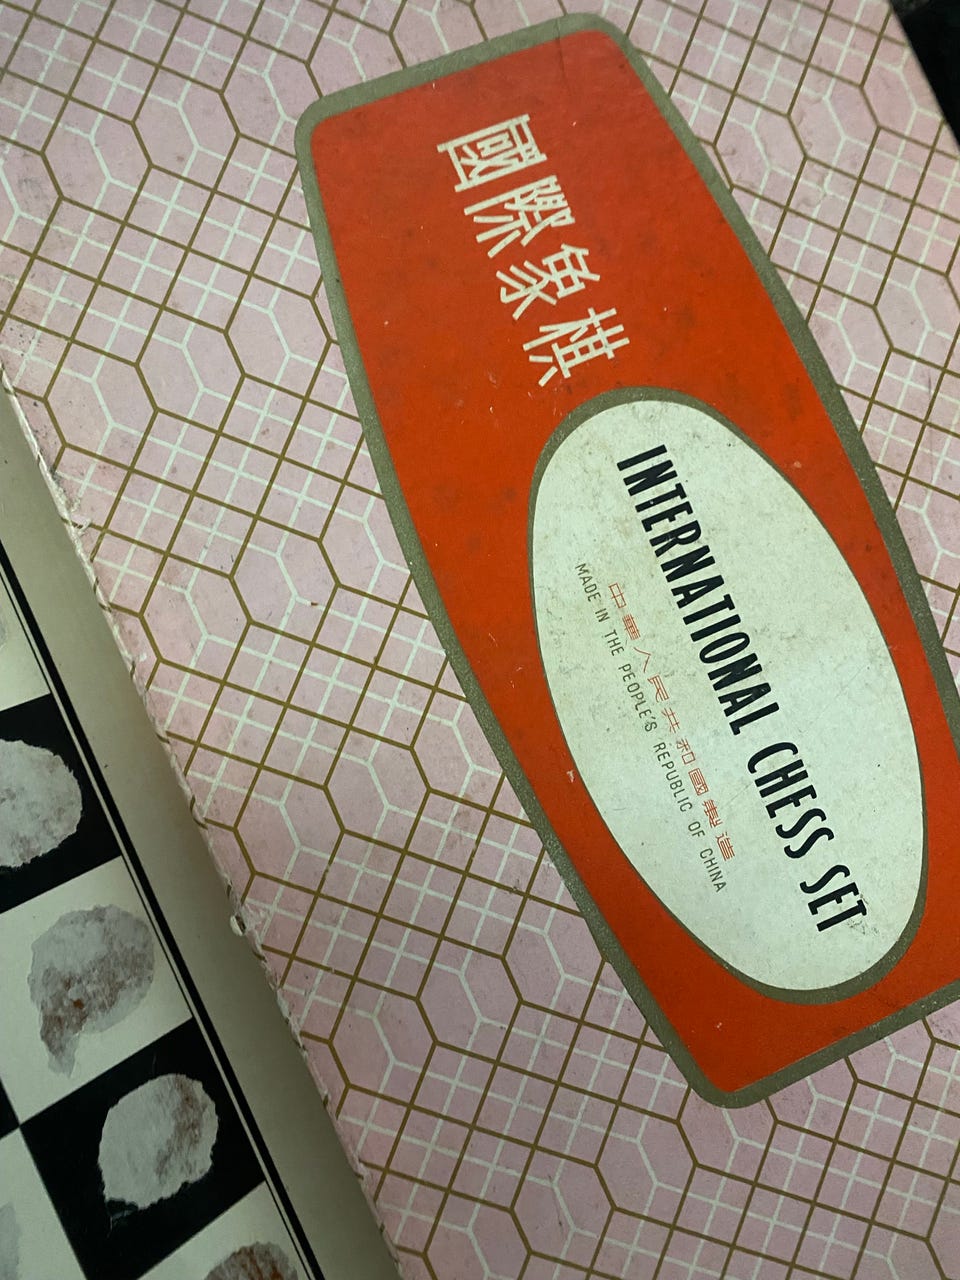 國際象棋
INTERNATIONAL CHESS SET
中華人民共和國製造
MADE IN THE PEOPLE'S REPUBLIC OF CHINA